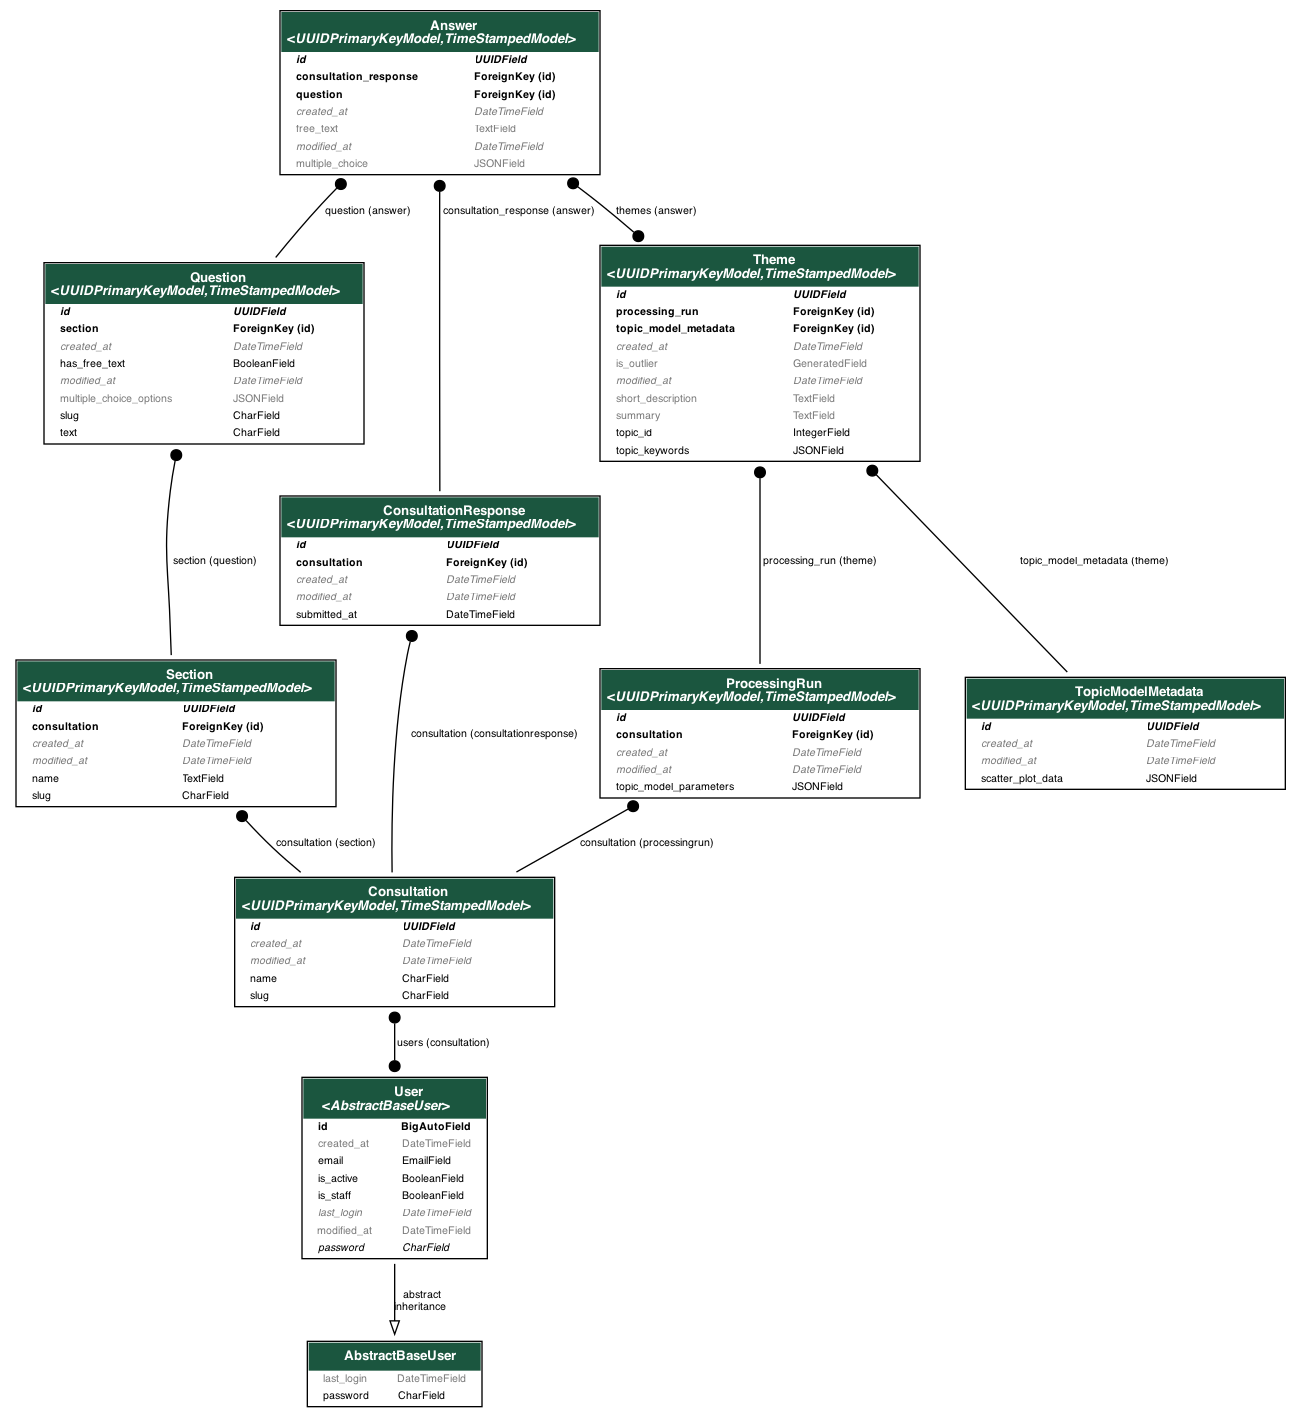 Answer
<UUIDPrimaryKeyModel,TimeStampedModel>
id UUIDField
consultation_response ForeignKey (id)
question ForeignKey (id)
created_at DateTimeField
free_text TextField
modified_at DateTimeField
multiple_choice JSONField
question (answer)
consultation_response (answer)
themes (answer)
Question
<UUIDPrimaryKeyModel,TimeStampedModel>
id UUIDField
section ForeignKey (id)
created_at DateTimeField
has_free_text BooleanField
modified_at DateTimeField
multiple_choice_options JSONField
slug CharField
text CharField
Theme
<UUIDPrimaryKeyModel,TimeStampedModel>
id UUIDField
processing_run ForeignKey (id)
topic_model_metadata ForeignKey (id)
created_at DateTimeField
is_outlier GeneratedField
modified_at DateTimeField
short_description TextField
summary TextField
topic_id IntegerField
topic_keywords JSONField
ConsultationResponse
<UUIDPrimaryKeyModel,TimeStampedModel>
id UUIDField
consultation ForeignKey (id)
created_at DateTimeField
modified_at DateTimeField
submitted_at DateTimeField
section (question)
processing_run (theme)
topic_model_metadata (theme)
Section
<UUIDPrimaryKeyModel,TimeStampedModel>
id UUIDField
consultation ForeignKey (id)
created_at DateTimeField
modified_at DateTimeField
name TextField
slug CharField
consultation (consultationresponse)
ProcessingRun
<UUIDPrimaryKeyModel,TimeStampedModel>
id UUIDField
consultation ForeignKey (id)
created_at DateTimeField
modified_at DateTimeField
topic_model_parameters JSONField
TopicModelMetadata
<UUIDPrimaryKeyModel,TimeStampedModel>
id UUIDField
created_at DateTimeField
modified_at DateTimeField
scatter_plot_data JSONField
consultation (section)
consultation (processingrun)
Consultation
<UUIDPrimaryKeyModel,TimeStampedModel>
id UUIDField
created_at DateTimeField
modified_at DateTimeField
name CharField
slug CharField
users (consultation)
User
<AbstractBaseUser>
id BigAutoField
created_at DateTimeField
email EmailField
is_active BooleanField
is_staff BooleanField
last_login DateTimeField
modified_at DateTimeField
password CharField
abstract
inheritance
AbstractBaseUser
last_login DateTimeField
password CharField